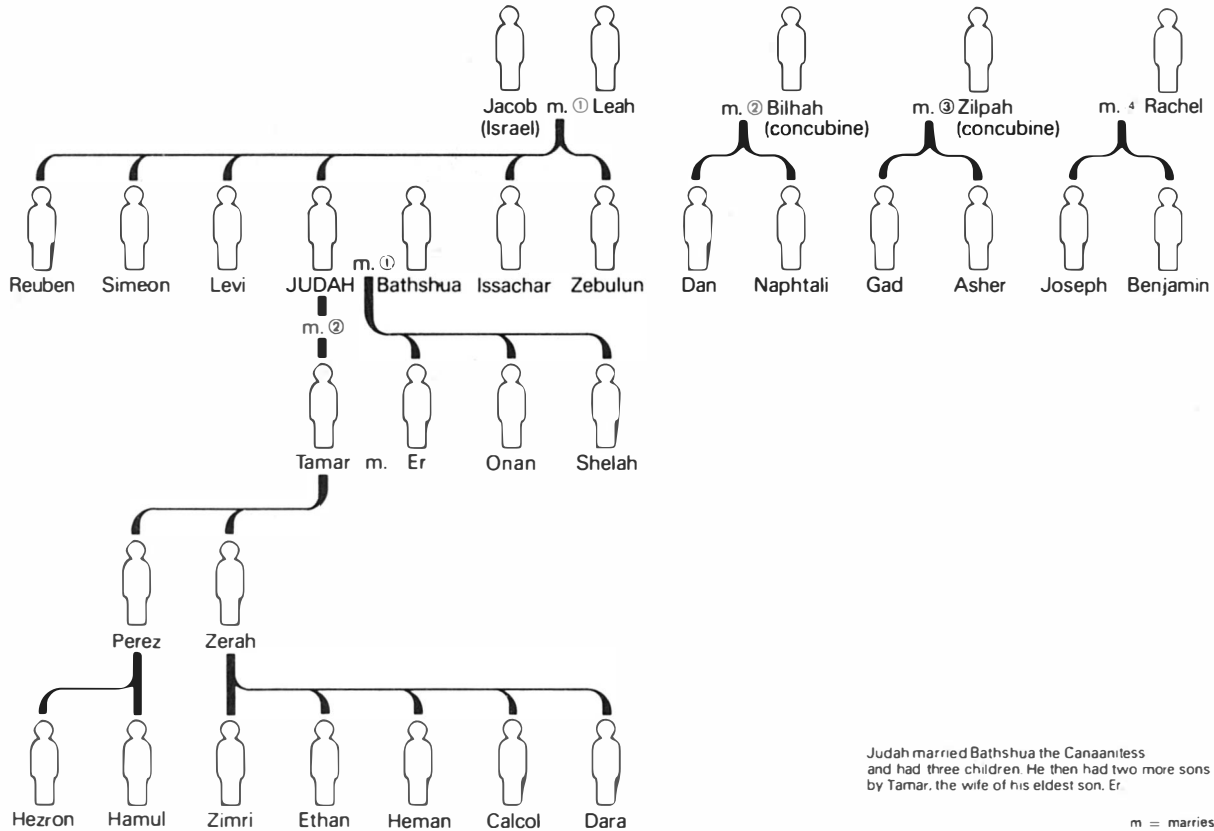 Jacob m. ① Leah m. ② Bilhah m. ③ Zilpah m. 4 Rachel
(Israel) (concubine) (concubine)
Reuben Simeon Levi JUDAH m. ① Bathshua Issachar Zebulun Dan Naphtali Gad Asher Joseph Benjamin
m. ②
Tamar m. Er Onan Shelah
Perez Zerah
Hezron Hamul Zimri Ethan Heman Calcol Dara
Judah married Bathshua the Canaanitess
and had three children. He then had two more sons
by Tamar, the wife of his eldest son, Er.
m = marries